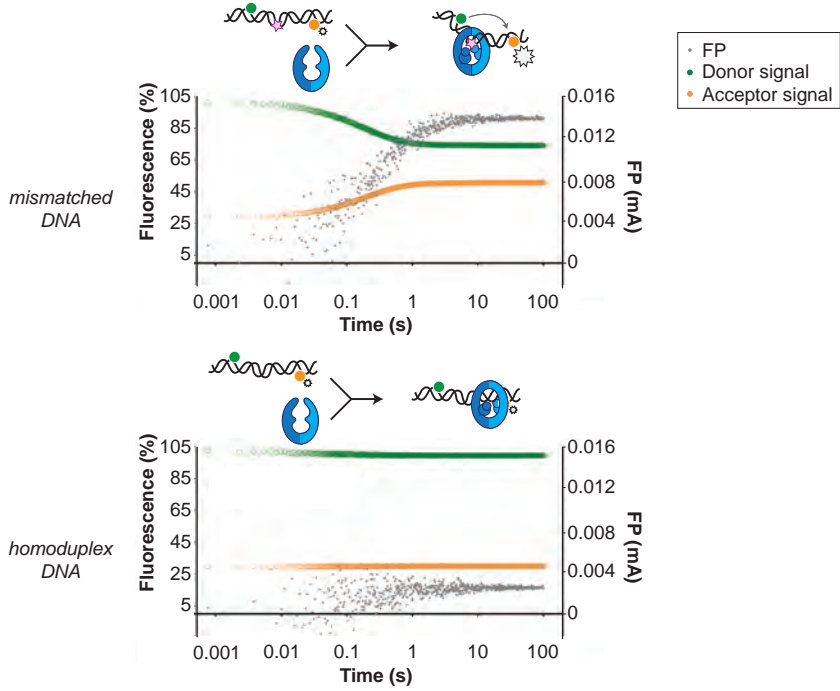 FP
Donor signal
Acceptor signal
mismatched
DNA
Fluorescence (%)
105
85
65
45
25
5
0.016
0.012
0.008
0.004
0
FP (mA)
0.001 0.01 0.1 1 10 100
Time (s)
homoduplex
DNA
Fluorescence (%)
105
85
65
45
25
5
0.016
0.012
0.008
0.004
0
FP (mA)
0.001 0.01 0.1 1 10 100
Time (s)